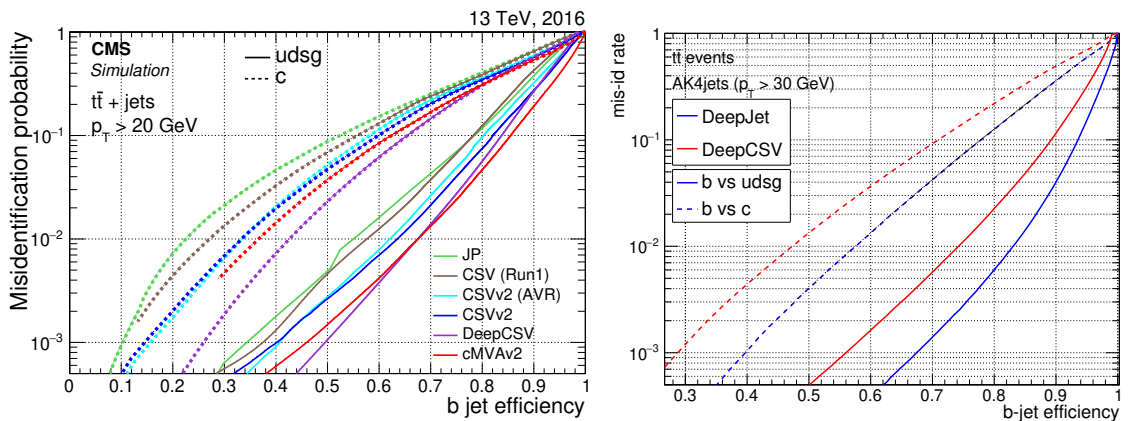 13 TeV, 2016
Misidentification probability
1
10⁻¹
10⁻²
10⁻³
CMS
Simulation
tt̄ + jets
p_T > 20 GeV
udsg
c
JP
CSV (Run1)
CSVv2 (AVR)
CSVv2
DeepCSV
cMVAv2
0 0.1 0.2 0.3 0.4 0.5 0.6 0.7 0.8 0.9 1
b jet efficiency
mis-id rate
1
10⁻¹
10⁻²
10⁻³
tt̄ events
AK4jets (p_T > 30 GeV)
DeepJet
DeepCSV
b vs udsg
b vs c
0.3 0.4 0.5 0.6 0.7 0.8 0.9 1
b-jet efficiency